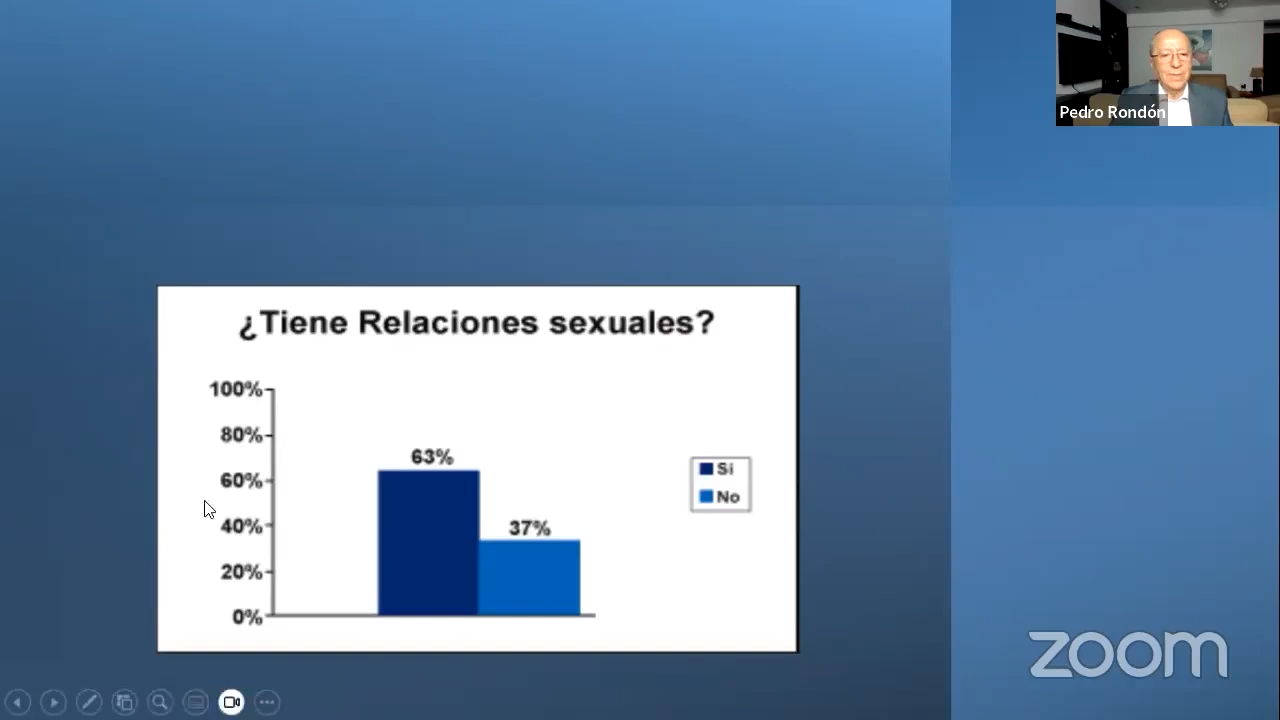 Pedro Rondón
¿Tiene Relaciones sexuales?
100%
80%
60%
40%
20%
0%
63%
37%
Si
No
zoom